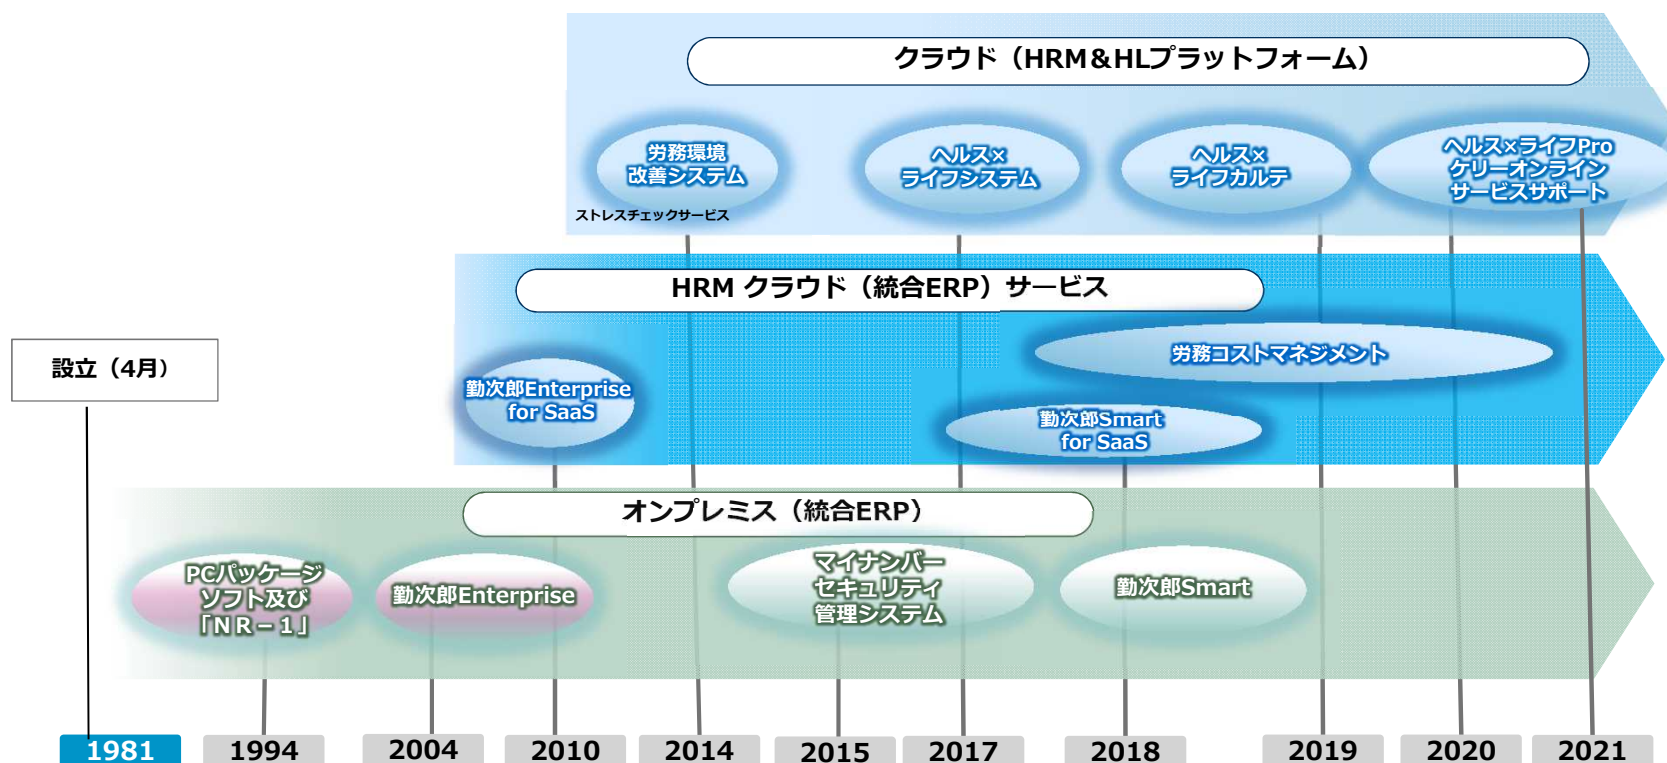 クラウド（HRM＆HLプラットフォーム）
労務環境
改善システム
ストレスチェックサービス
ヘルス×
ライフシステム
ヘルス×
ライフカルテ
ヘルス×ライフPro
ケリーオンライン
サービスサポート
HRM クラウド（統合ERP）サービス
設立（4月）
勤次郎Enterprise
for SaaS
労務コストマネジメント
勤次郎Smart
for SaaS
オンプレミス（統合ERP）
PCパッケージ
ソフト及び
「ＮＲ－１」
勤次郎Enterprise
マイナンバー
セキュリティ
管理システム
勤次郎Smart
1981
1994
2004
2010
2014
2015
2017
2018
2019
2020
2021